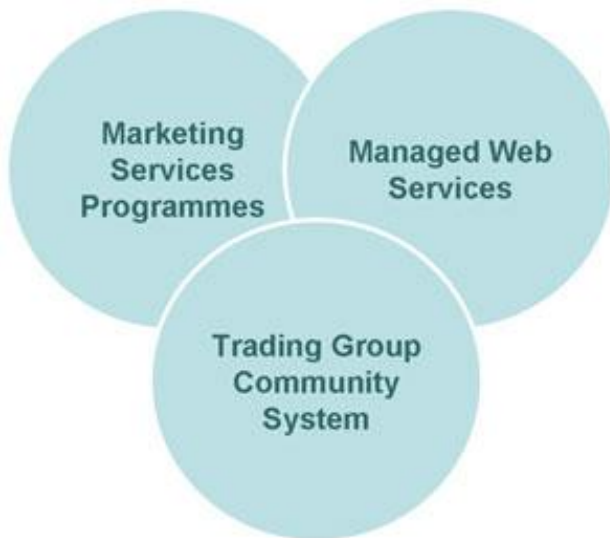 Marketing
Services
Programmes
Managed Web
Services
Trading Group
Community
System